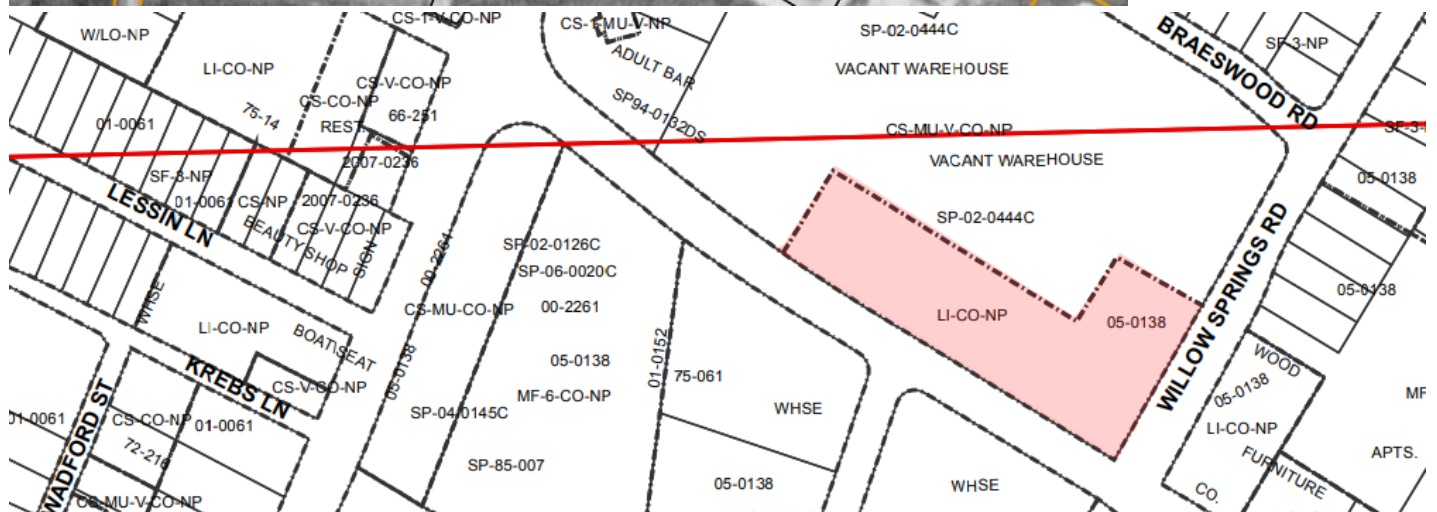 CS-1-V-CO-NP
W/LO-NP
LI-CO-NP
CS-V-CO-NP
CS-CO-NP
75-14
66-251
REST.
01-0061
2007-0236
SF-3-NP
01-0061
CS-NP
2007-0236
CS-V-CO-NP
BEAUTY SHOP
SIGN
LESSIN LN
WHSE
LI-CO-NP
BOAT\SEAT
CS-V-CO-NP
KREBS LN
WADFORD ST
01-0061
CS-CO-NP
01-0061
72-216
CS-MU-V-CO-NP
00-2264
05-0138
CS-1-MU-V-NP
ADULT BAR
SP94-0132DS
SP-02-0126C
SP-06-0020C
CS-MU-CO-NP
00-2261
05-0138
MF-6-CO-NP
SP-04-0145C
SP-85-007
01-0152
75-061
WHSE
05-0138
WHSE
SP-02-0444C
VACANT WAREHOUSE
CS-MU-V-CO-NP
VACANT WAREHOUSE
SP-02-0444C
LI-CO-NP
05-0138
BRAESWOOD RD
SF-3-NP
WILLOW SPRINGS RD
05-0138
05-0138
WOOD
05-0138
LI-CO-NP
FURNITURE
CO.
MF
APTS.